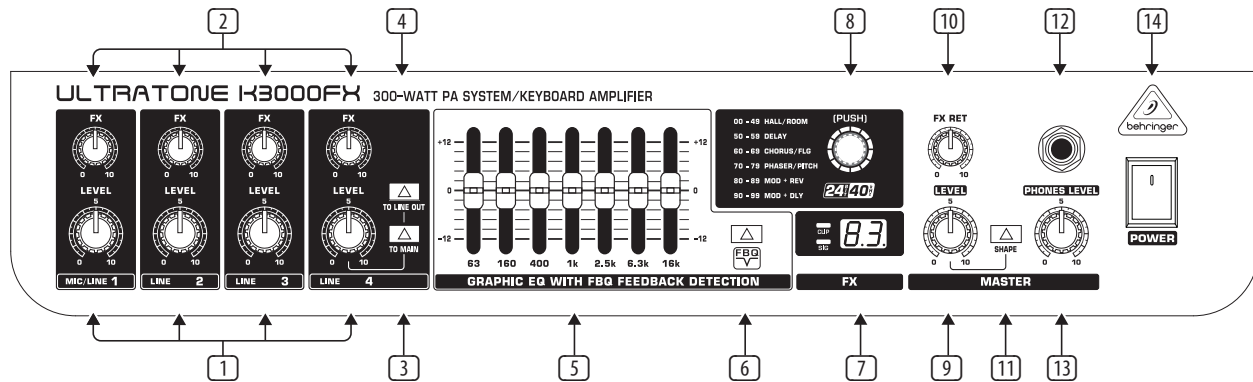 2
4
8
10
12
14
ULTRATONE K3000FX 300-WATT PA SYSTEM/KEYBOARD AMPLIFIER
FX
0 10
LEVEL
5
0 10
MIC/LINE 1
FX
0 10
LEVEL
5
0 10
LINE 2
FX
0 10
LEVEL
5
0 10
LINE 3
FX
0 10
LEVEL
5
0 10
TO LINE OUT
TO MAIN
LINE 4
+12 +12
0 0
-12 -12
63 160 400 1k 2.5k 6.3k 16k
FBQ
GRAPHIC EQ WITH FBQ FEEDBACK DETECTION
00 - 49 HALL/ROOM
50 - 59 DELAY
60 - 69 CHORUS/FLG
70 - 79 PHASER/PITCH
80 - 89 MOD + REV
90 - 99 MOD + DLY
(PUSH)
CLIP
SIG
8.3.
FX
FX RET
0 10
LEVEL
5
0 10
SHAPE
PHONES LEVEL
5
0 10
MASTER
behringer
POWER
1
3
5
6
7
9
11
13